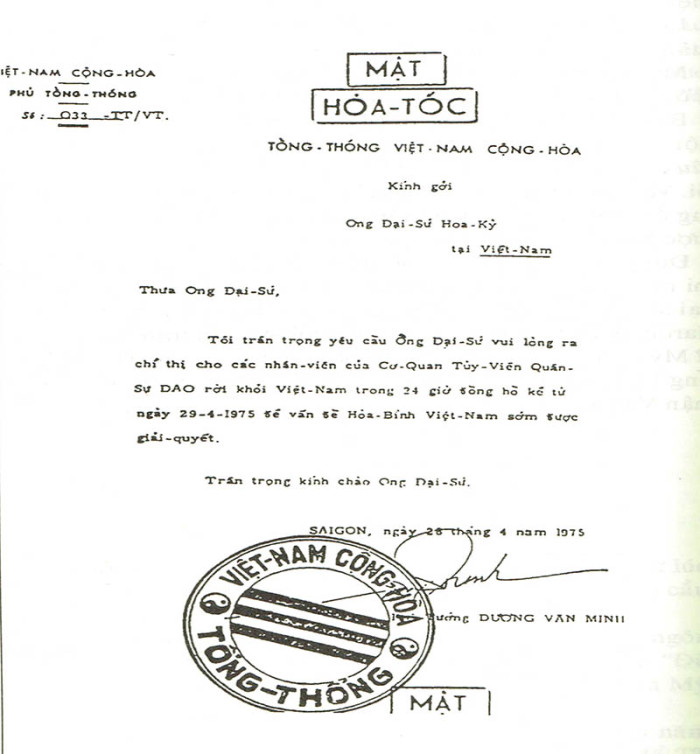 IỆT-NAM CỘNG-HÒA
PHỦ TỔNG-THỐNG
Số: 033 -TT/VT.
MẬT
HỎA-TỐC
TỔNG-THỐNG VIỆT-NAM CỘNG-HÒA
Kính gởi
Ong Đại-Sứ Hoa-Kỳ
tại Việt-Nam
Thưa Ong Đại-Sứ,
Tôi trân trọng yêu cầu Ông Đại-Sứ vui lòng ra
chỉ thị cho các nhân-viên của Cơ-Quan Tùy-Viên Quân-
Sự DAO rời khỏi Việt-Nam trong 24 giờ đồng hồ kể từ
ngày 29-4-1975 để vấn đề Hòa-Bình Việt-Nam sớm được
giải-quyết.
Trân trọng kính chào Ong Đại-Sứ.
SAIGON, ngày 28 tháng 4 nam 1975
tướng DƯƠNG VĂN MINH
VIỆT-NAM CỘNG-HÒA
TỔNG-THỐNG
MẬT